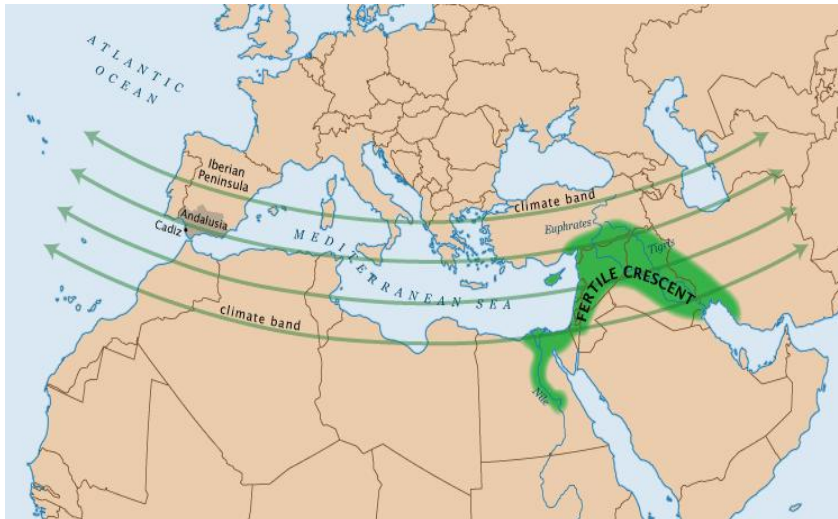 ATLANTIC
OCEAN
Iberian
Peninsula
Andalusia
Cadiz
MEDITERRANEAN SEA
climate band
climate band
Euphrates
Tigris
FERTILE CRESCENT
Nile